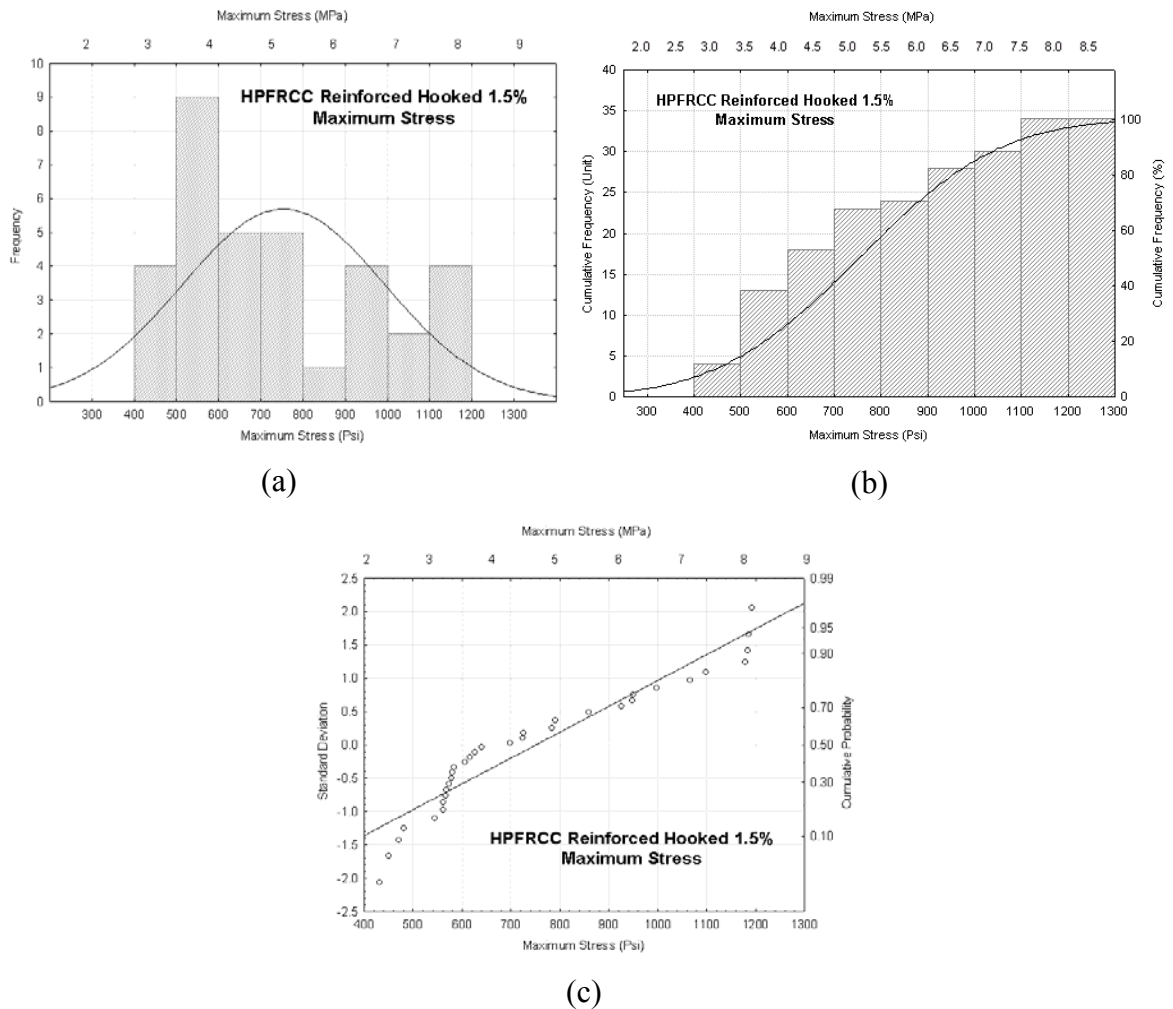 Maximum Stress (MPa)
2 3 4 5 6 7 8 9
10
9
8
7
6
5
4
3
2
1
0
Frequency
HPFRCC Reinforced Hooked 1.5%
Maximum Stress
300 400 500 600 700 800 900 1000 1100 1200 1300
Maximum Stress (Psi)
(a)
Maximum Stress (MPa)
2.0 2.5 3.0 3.5 4.0 4.5 5.0 5.5 6.0 6.5 7.0 7.5 8.0 8.5
40
35
30
25
20
15
10
5
0
Cumulative Frequency (Unit)
HPFRCC Reinforced Hooked 1.5%
Maximum Stress
100
80
60
40
20
0
Cumulative Frequency (%)
300 400 500 600 700 800 900 1000 1100 1200 1300
Maximum Stress (Psi)
(b)
Maximum Stress (MPa)
2 3 4 5 6 7 8 9
2.5
2.0
1.5
1.0
0.5
0.0
-0.5
-1.0
-1.5
-2.0
-2.5
Standard Deviation
0.99
0.95
0.90
0.70
0.50
0.30
0.10
Cumulative Probability
HPFRCC Reinforced Hooked 1.5%
Maximum Stress
400 500 600 700 800 900 1000 1100 1200 1300
Maximum Stress (Psi)
(c)